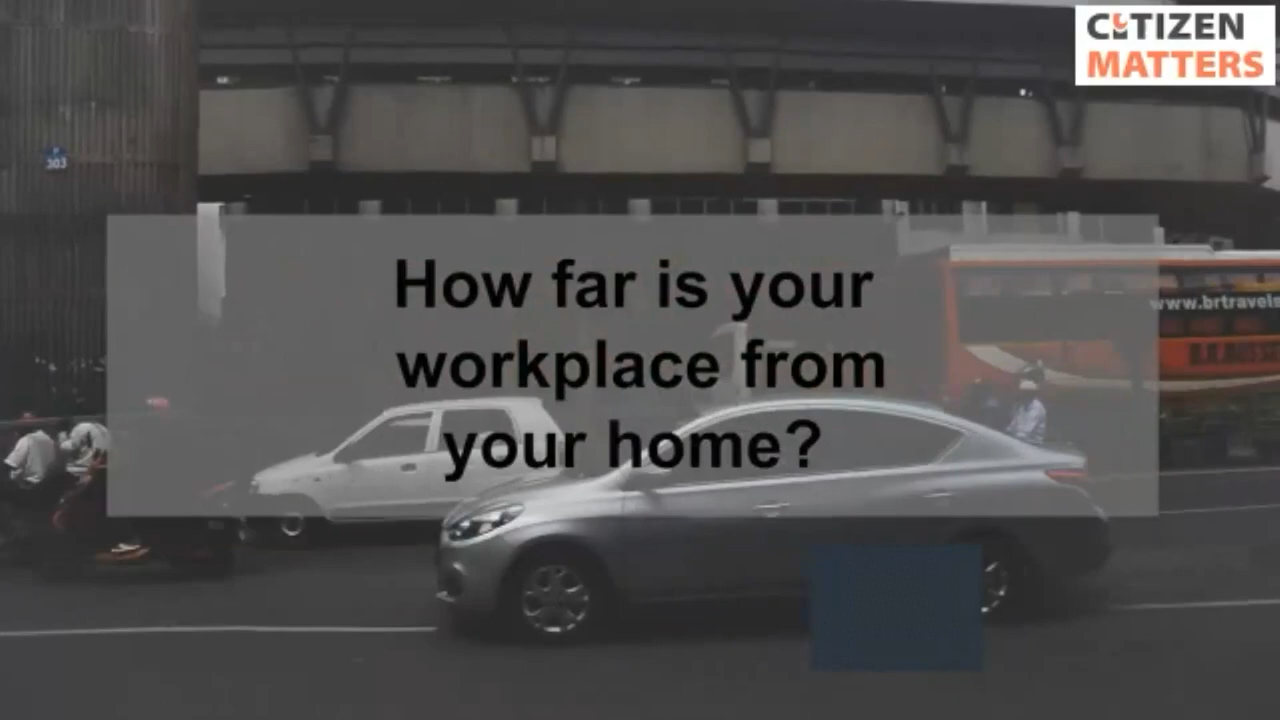 CITIZEN
MATTERS
303
How far is your
workplace from
your home?
www.brtravels